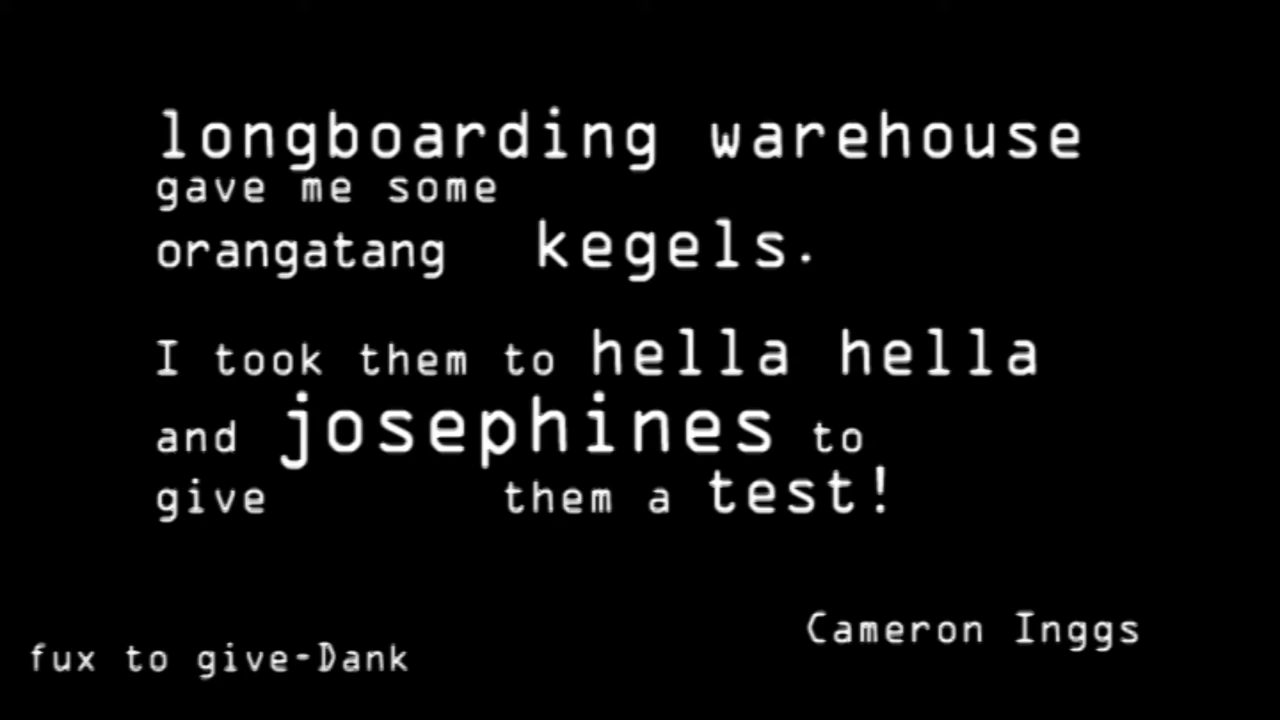 longboarding warehouse
gave me some
orangatang kegels.
I took them to hella hella
and josephines to
give them a test!
Cameron Inggs
fux to give-Dank